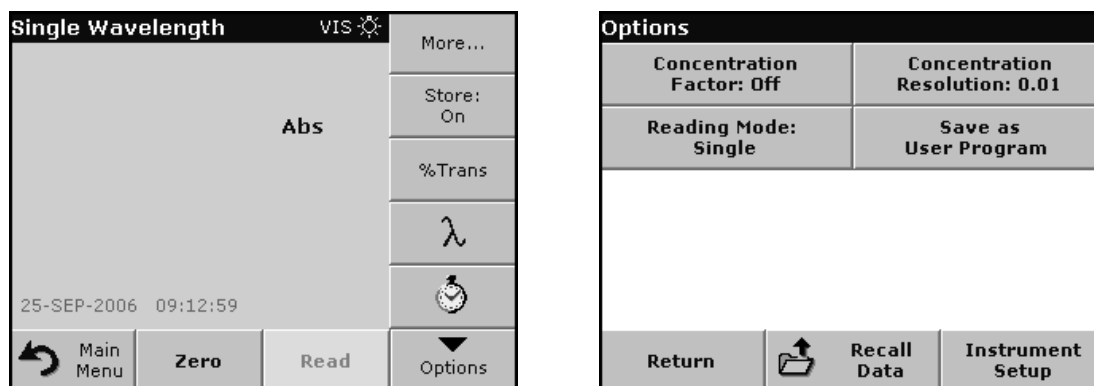 Single Wavelength VIS
More...
Store:
On
Abs
%Trans
λ
25-SEP-2006 09:12:59
Main
Menu
Zero
Read
Options
Options
Concentration
Factor: Off
Concentration
Resolution: 0.01
Reading Mode:
Single
Save as
User Program
Return
Recall
Data
Instrument
Setup